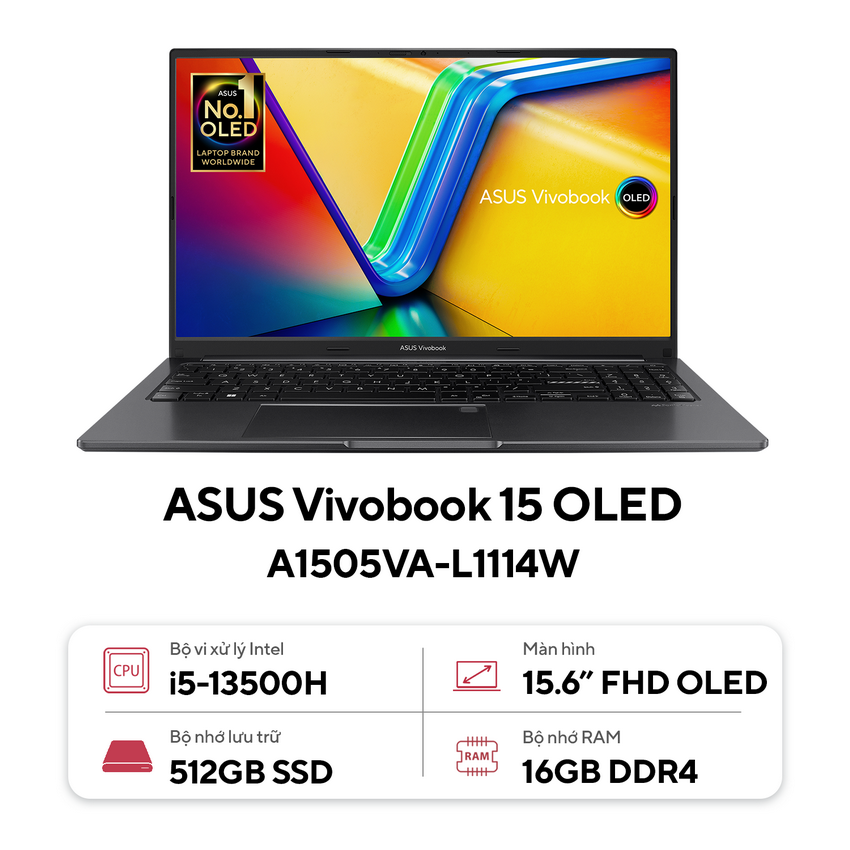 ASUS
No.1
OLED
LAPTOP BRAND
WORLDWIDE
ASUS Vivobook OLED
ASUS Vivobook
ASUS Vivobook 15 OLED
A1505VA-L1114W
CPU
Bộ vi xử lý Intel
i5-13500H
Màn hình
15.6” FHD OLED
Bộ nhớ lưu trữ
512GB SSD
RAM
Bộ nhớ RAM
16GB DDR4